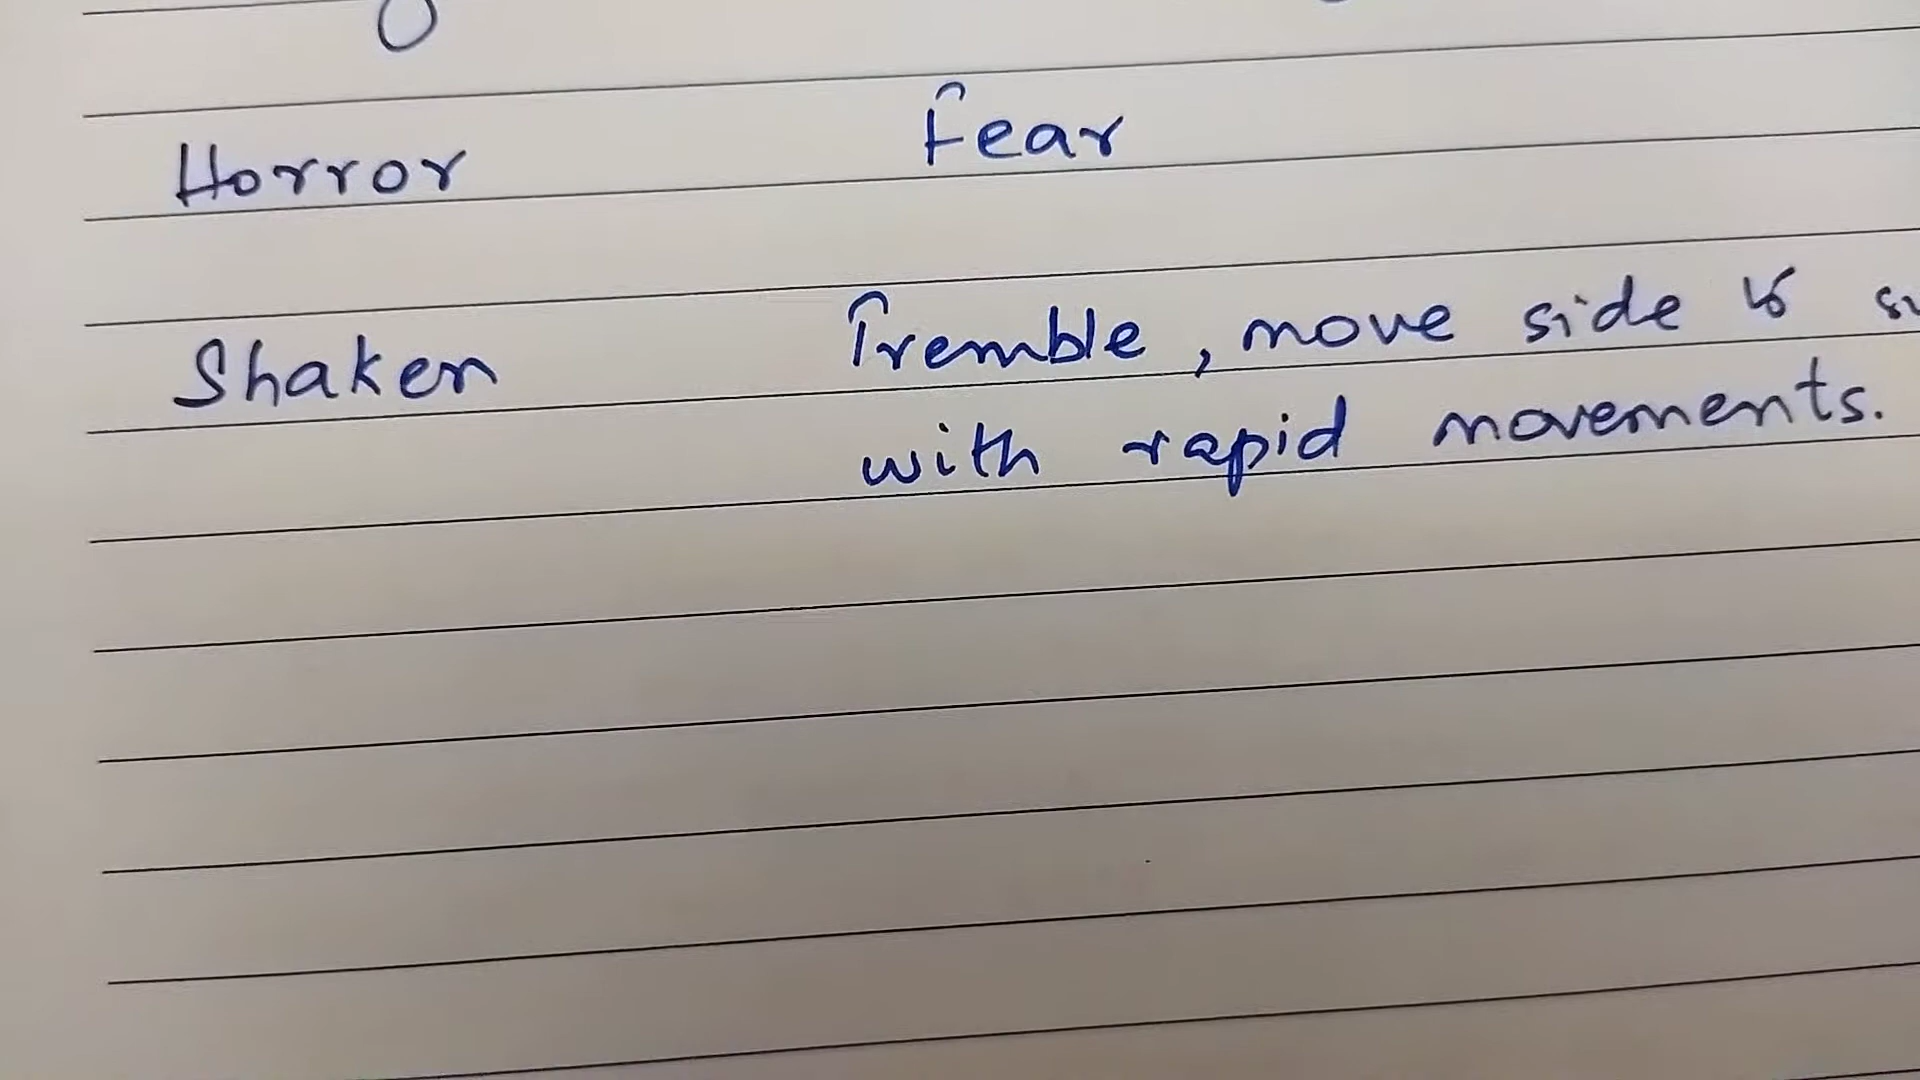 Horror Fear
Shaken Tremble, move side to
with rapid movements.